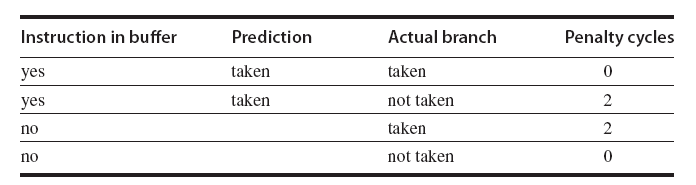 Instruction in buffer Prediction Actual branch Penalty cycles
yes taken taken 0
yes taken not taken 2
no taken 2
no not taken 0